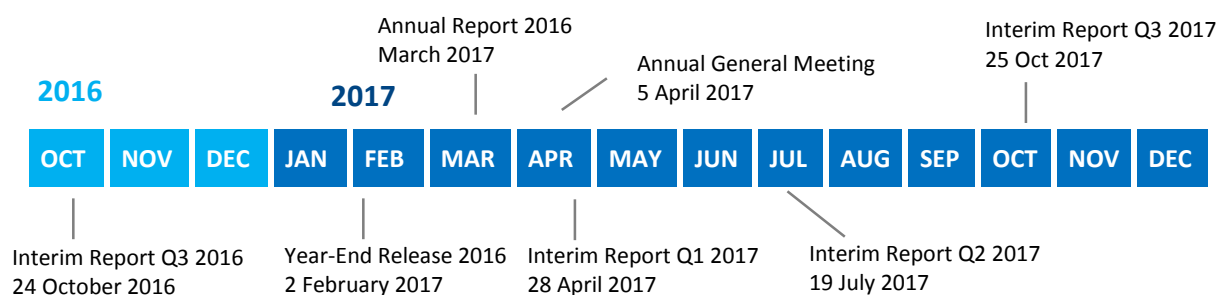 Annual Report 2016
March 2017
Interim Report Q3 2017
25 Oct 2017
Annual General Meeting
5 April 2017
2016
2017
OCT NOV DEC JAN FEB MAR APR MAY JUN JUL AUG SEP OCT NOV DEC
Interim Report Q3 2016
24 October 2016
Year-End Release 2016
2 February 2017
Interim Report Q1 2017
28 April 2017
Interim Report Q2 2017
19 July 2017